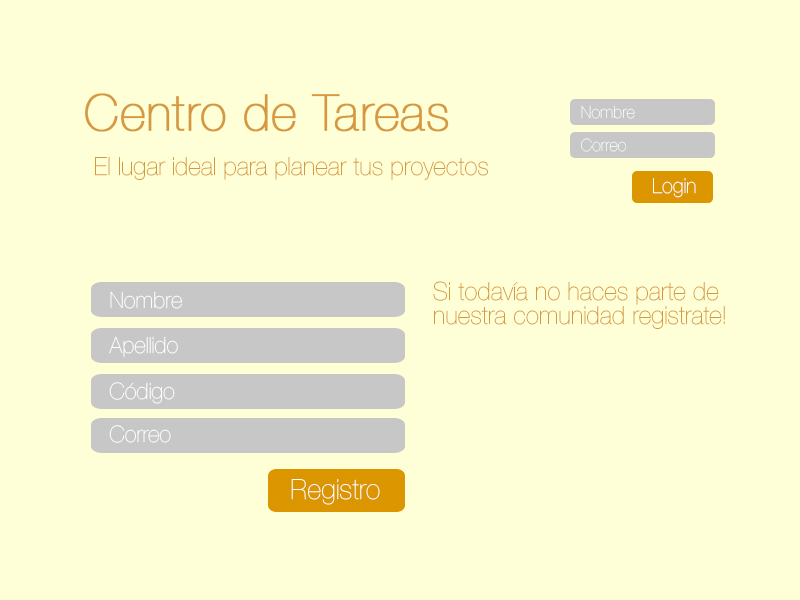 Centro de Tareas
El lugar ideal para planear tus proyectos
Nombre
Correo
Login
Si todavía no haces parte de
nuestra comunidad registrate!
Nombre
Apellido
Código
Correo
Registro